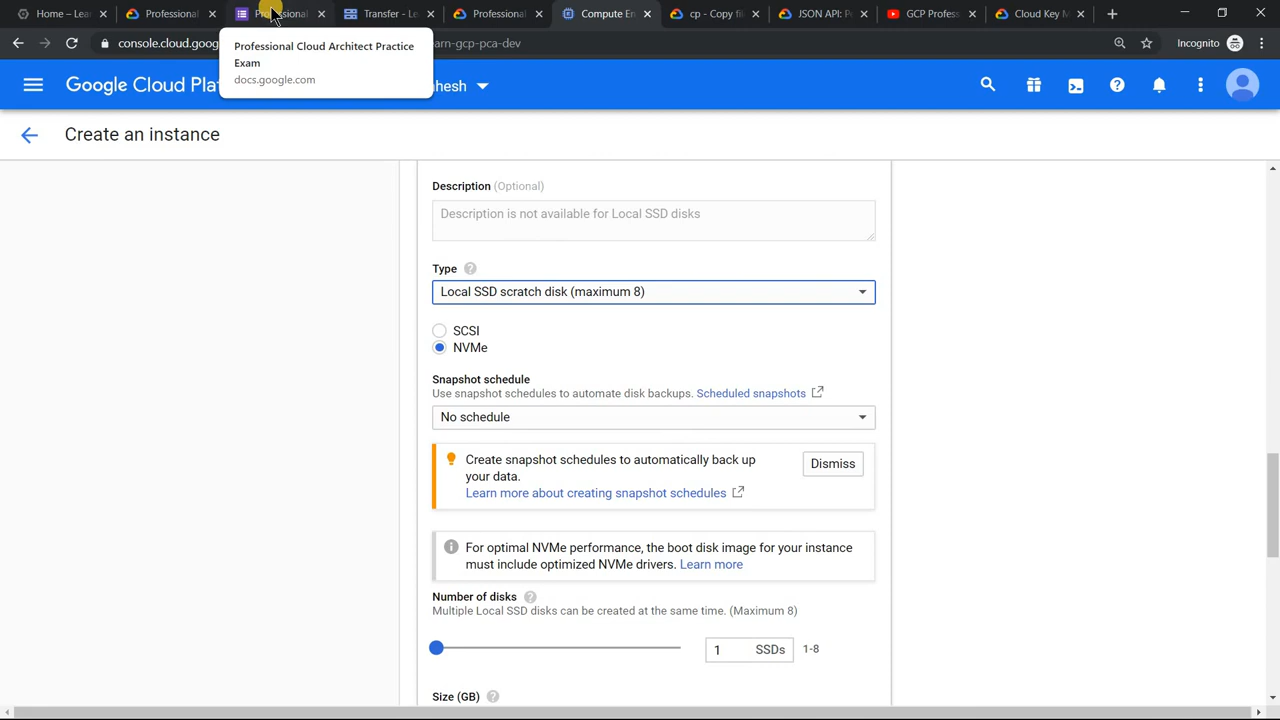 Home - Lea
Professional
Professional
Transfer - Le
Professional
Compute En
cp - Copy fil
JSON API: P
GCP Profes
Cloud Key M
console.cloud.goog
arn-gcp-pca-dev
Incognito
Professional Cloud Architect Practice
Exam
docs.google.com
Google Cloud Plat
hesh
Create an instance
Description (Optional)
Description is not available for Local SSD disks
Type
Local SSD scratch disk (maximum 8)
SCSI
NVMe
Snapshot schedule
Use snapshot schedules to automate disk backups. Scheduled snapshots
No schedule
Create snapshot schedules to automatically back up
your data.
Dismiss
Learn more about creating snapshot schedules
For optimal NVMe performance, the boot disk image for your instance
must include optimized NVMe drivers. Learn more
Number of disks
Multiple Local SSD disks can be created at the same time. (Maximum 8)
1 SSDs 1-8
Size (GB)